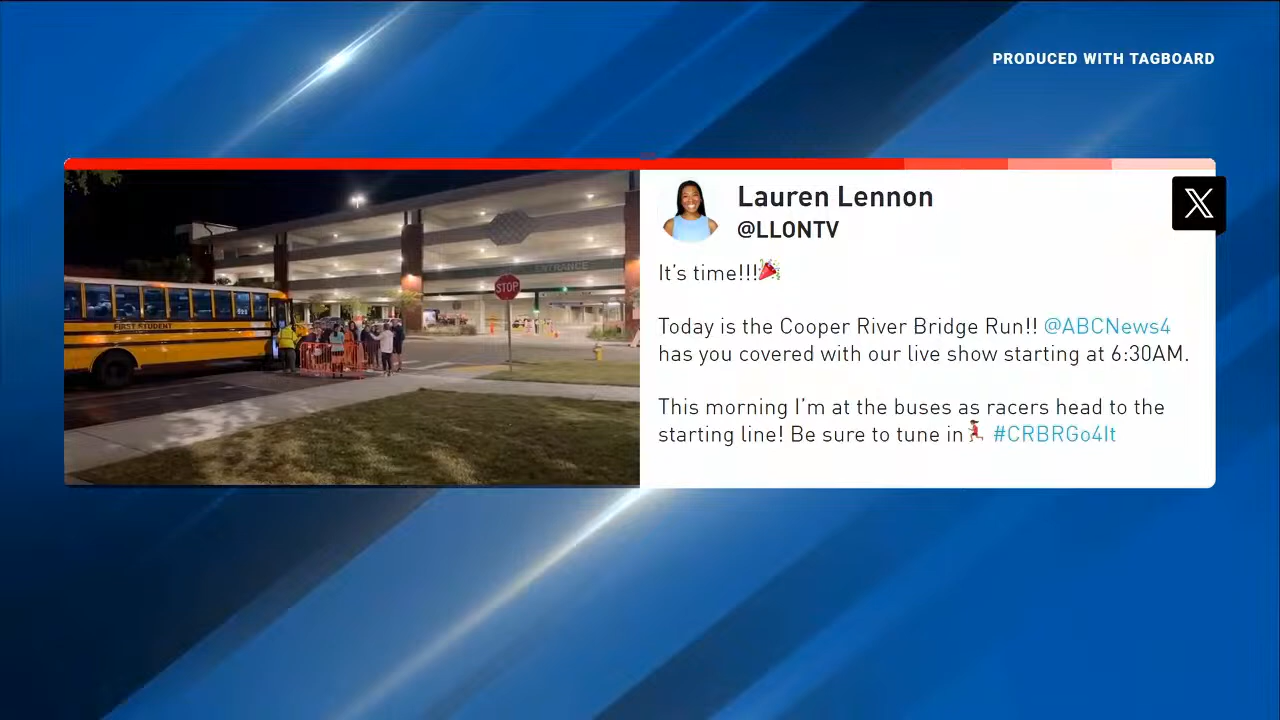 PRODUCED WITH TAGBOARD
Lauren Lennon
@LLONTV
It's time!!!🎉
Today is the Cooper River Bridge Run!! @ABCNews4
has you covered with our live show starting at 6:30AM.
This morning I'm at the buses as racers head to the
starting line! Be sure to tune in🏃 #CRBRGo4It
ENTRANCE
STOP
FIRST STUDENT